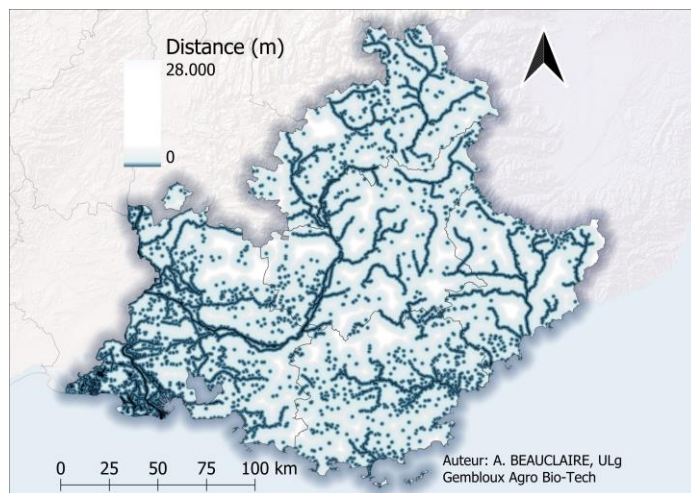 Distance (m)
28.000
0
0 25 50 75 100 km
Auteur: A. BEAUCLAIRE, ULg
Gembloux Agro Bio-Tech